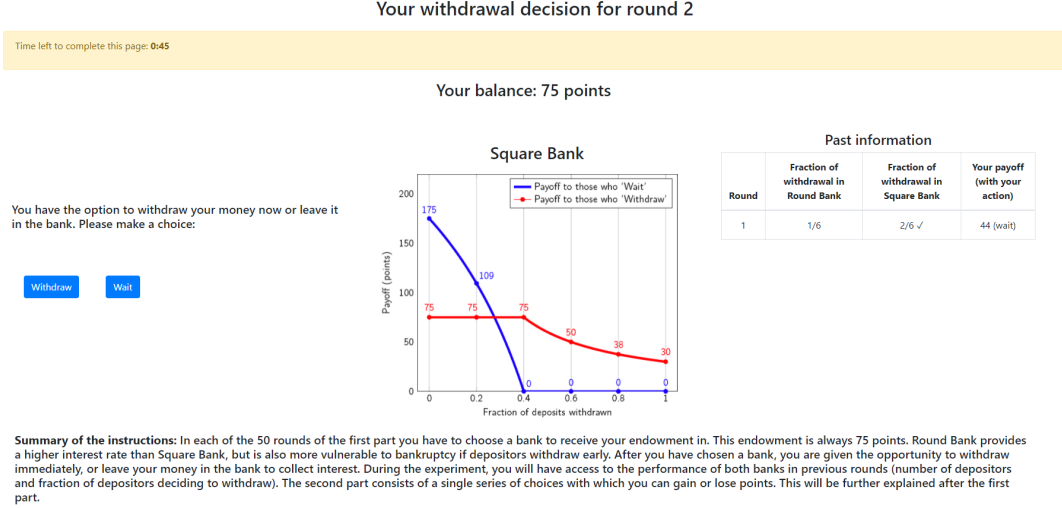 Your withdrawal decision for round 2
Time left to complete this page: 0:45
Your balance: 75 points
You have the option to withdraw your money now or leave it
in the bank. Please make a choice:
Withdraw
Wait
Square Bank
Payoff to those who 'Wait'
Payoff to those who 'Withdraw'
Payoff (points)
200
150
100
50
0
175
109
0
0
0
0
75
75
75
50
38
30
0
0.2
0.4
0.6
0.8
1
Fraction of deposits withdrawn
Past information
Round
Fraction of
withdrawal in
Round Bank
Fraction of
withdrawal in
Square Bank
Your payoff
(with your
action)
1
1/6
2/6 ✓
44 (wait)
Summary of the instructions: In each of the 50 rounds of the first part you have to choose a bank to receive your endowment in. This endowment is always 75 points. Round Bank provides
a higher interest rate than Square Bank, but is also more vulnerable to bankruptcy if depositors withdraw early. After you have chosen a bank, you are given the opportunity to withdraw
immediately, or leave your money in the bank to collect interest. During the experiment, you will have access to the performance of both banks in previous rounds (number of depositors
and fraction of depositors deciding to withdraw). The second part consists of a single series of choices with which you can gain or lose points. This will be further explained after the first
part.